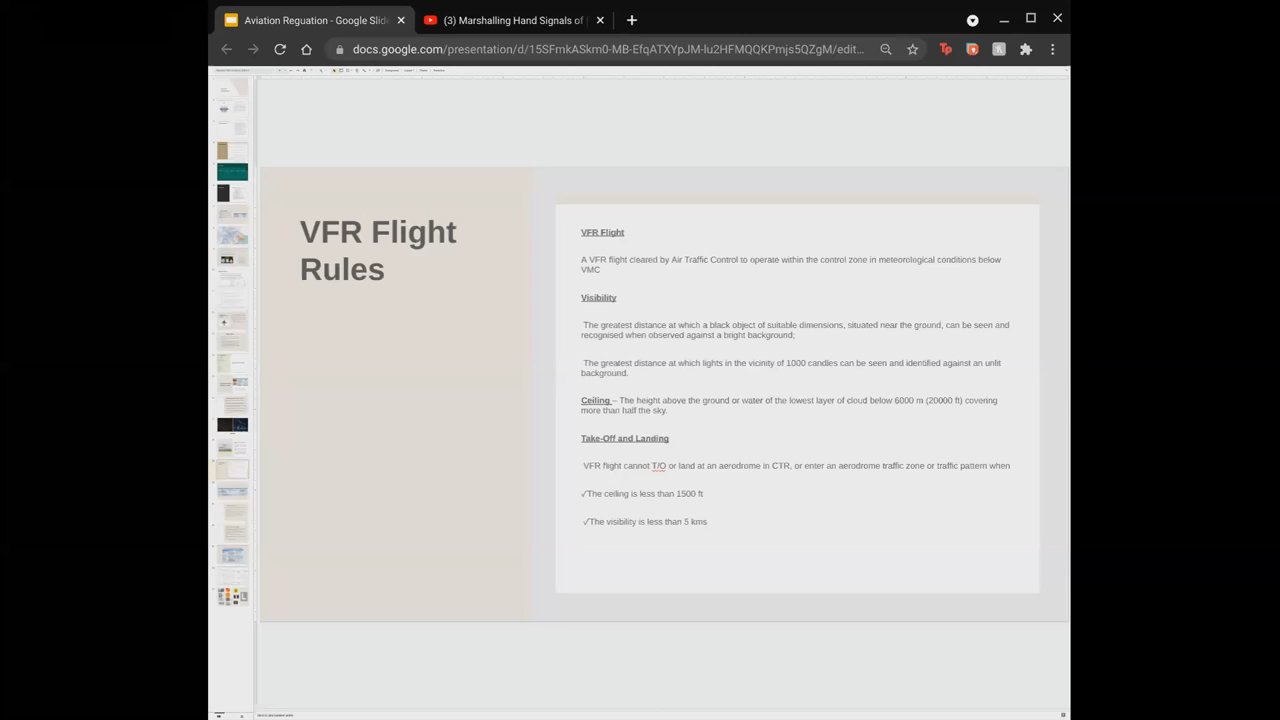 Aviation Reguation - Google Slid
(3) Marshalling Hand Signals of
docs.google.com/presentation/d/15SFmkASkm0-MB-EfqATXYpJM-lu2HFMQQKPmjs5QZgM/edit...
VFR Flight
Rules
VFR Flight
A VFR flight cleared by Air Traffic Control to operate within the control zone in meteorological conditions below
VMC
Visibility
The greatest distance at which a black object of suitable dimensions, situated near the ground, can be seen and
recognised when observed against a bright background;
The greatest distance at which lights in the vicinity of 1000 candles can be seen and identified against an unlit
background.
Ceiling – The height above the ground or water of the lowest layer of cloud below 6000 m (20000 ft) covering
more than half the sky.
Take-Off and Landing
VFR flight cannot T/O or land at an aerodrome in CTR, or enter an aerodrome traffic zone or traffic pattern when
✓The ceiling is less than 1500 ft
✓The visibility is less than 5 kms